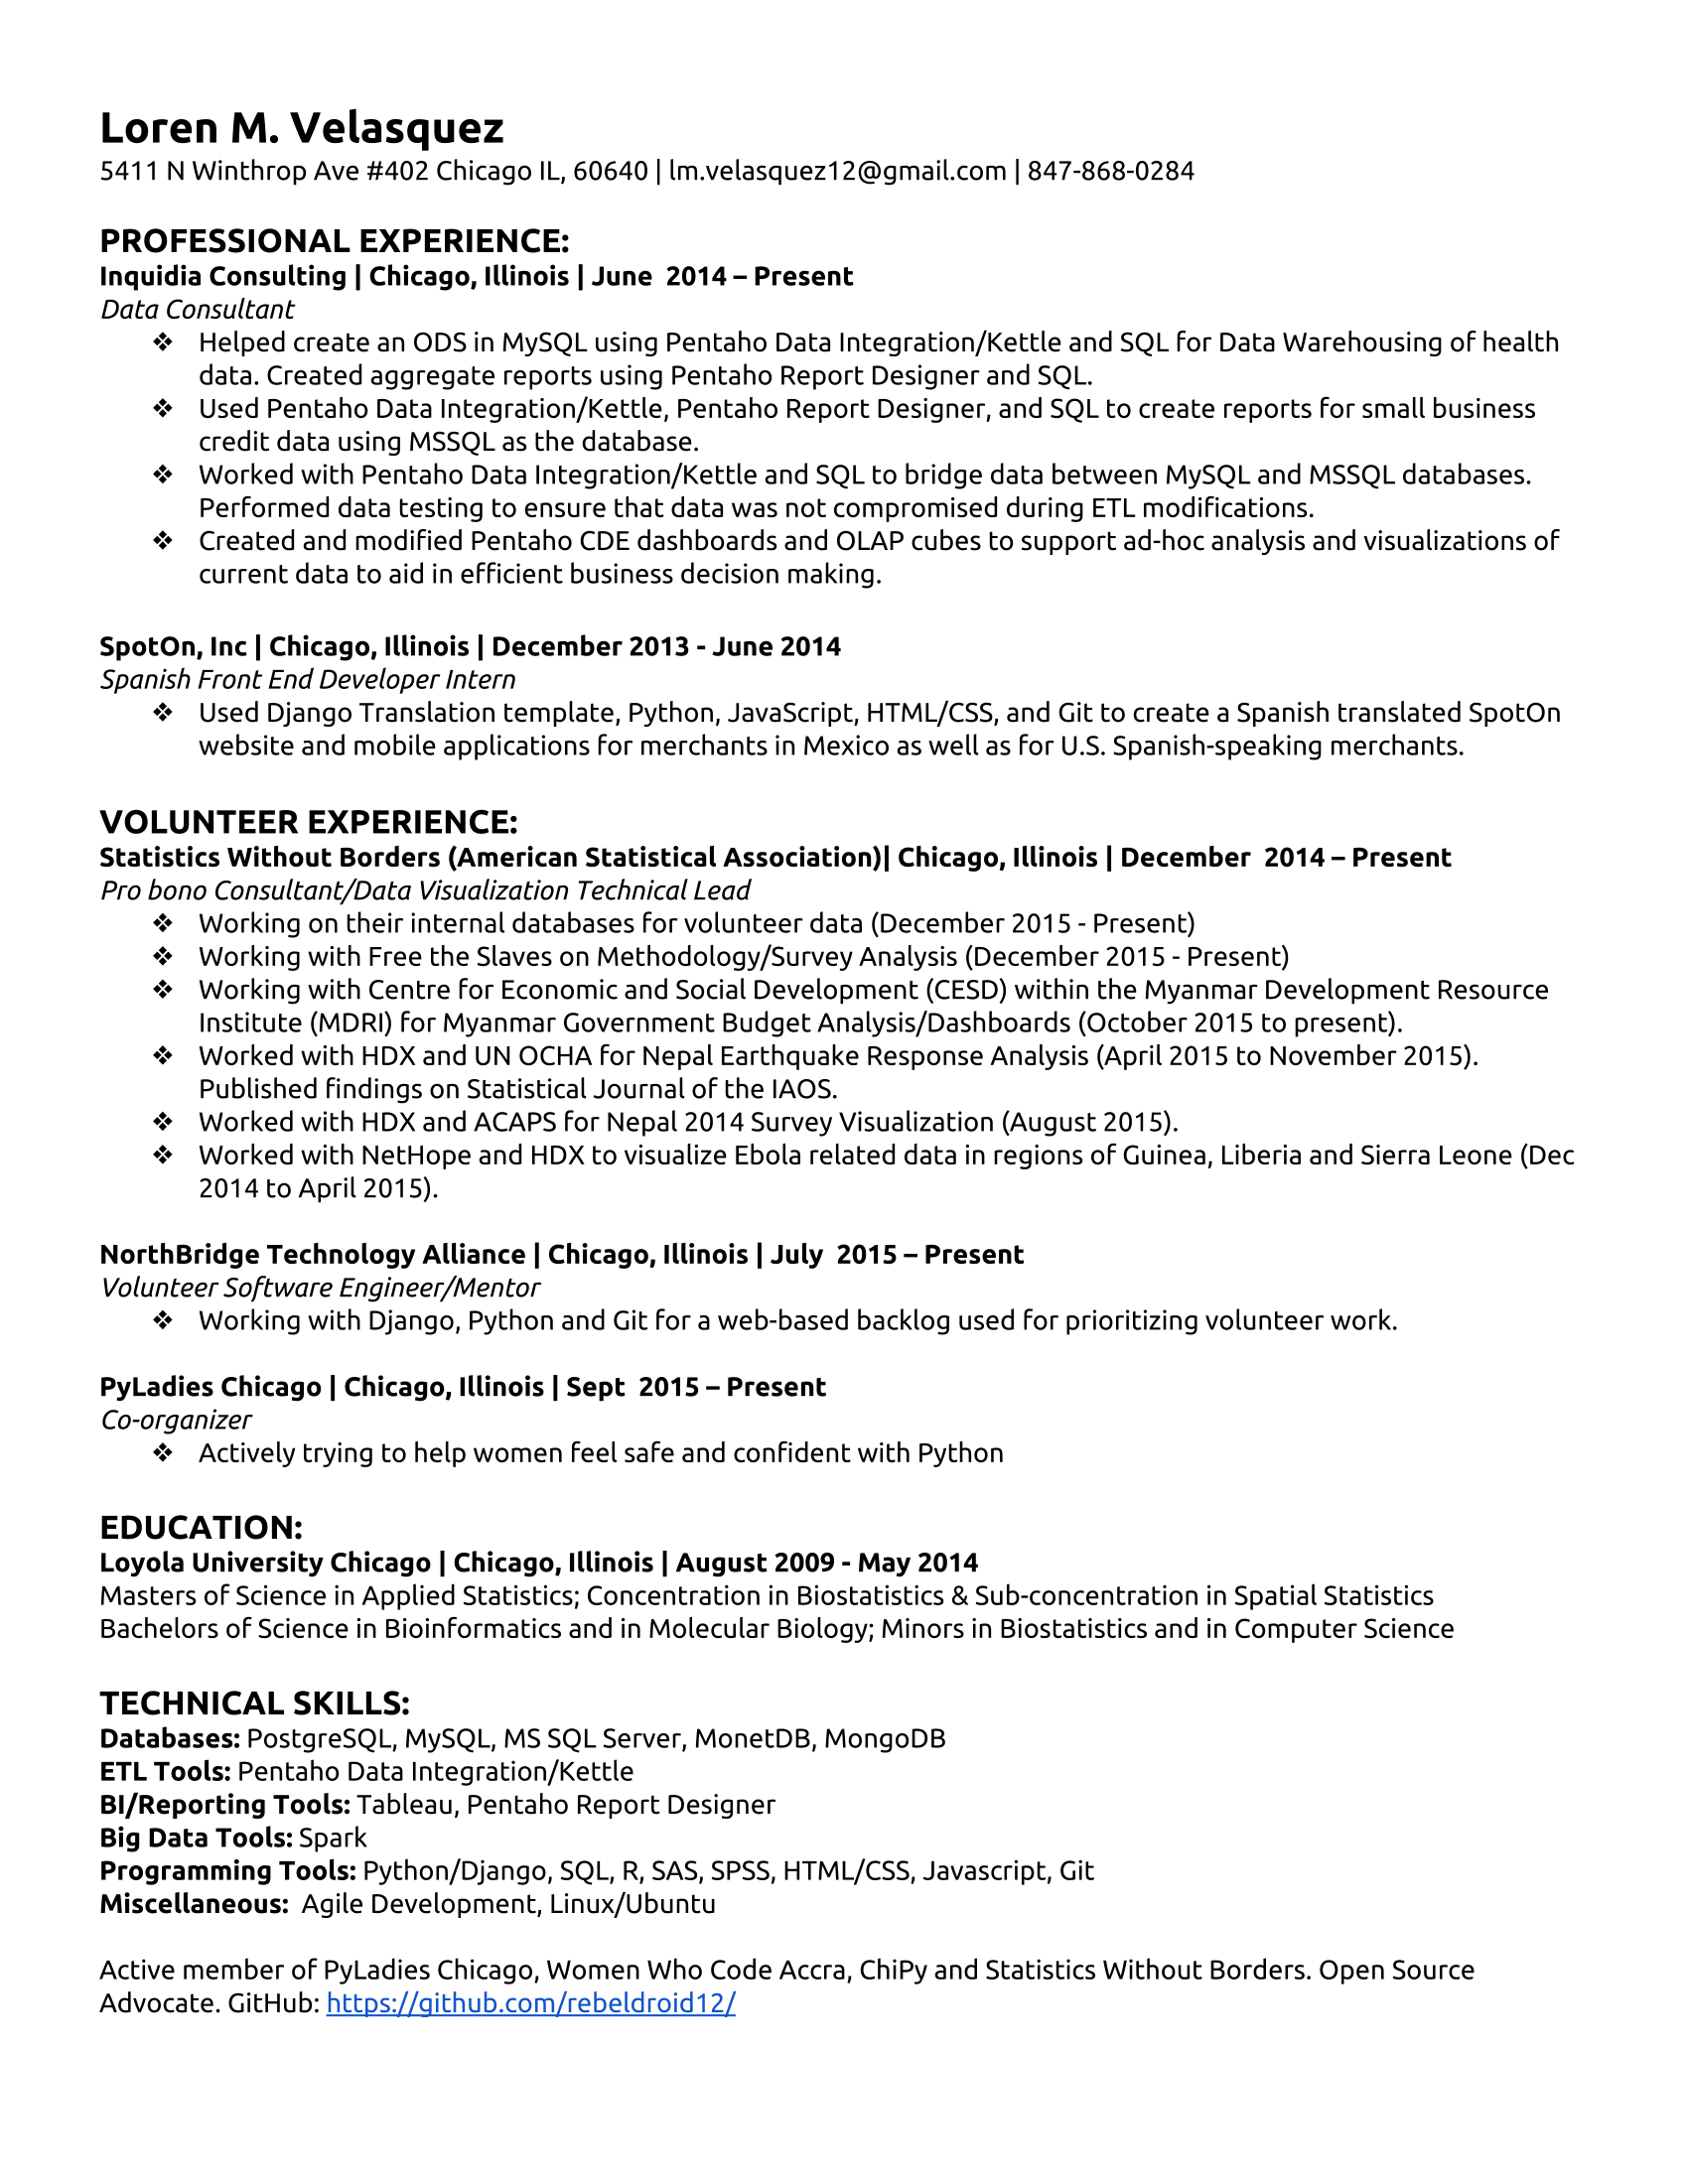 Loren M. Velasquez
5411 N Winthrop Ave #402 Chicago IL, 60640 | lm.velasquez12@gmail.com | 847-868-0284
PROFESSIONAL EXPERIENCE:
Inquidia Consulting | Chicago, Illinois | June  2014 – Present
Data Consultant
❖ Helped create an ODS in MySQL using Pentaho Data Integration/Kettle and SQL for Data Warehousing of health
data. Created aggregate reports using Pentaho Report Designer and SQL.
❖ Used Pentaho Data Integration/Kettle, Pentaho Report Designer, and SQL to create reports for small business
credit data using MSSQL as the database.
❖ Worked with Pentaho Data Integration/Kettle and SQL to bridge data between MySQL and MSSQL databases.
Performed data testing to ensure that data was not compromised during ETL modifications.
❖ Created and modified Pentaho CDE dashboards and OLAP cubes to support ad-hoc analysis and visualizations of
current data to aid in efficient business decision making.
SpotOn, Inc | Chicago, Illinois | December 2013 - June 2014
Spanish Front End Developer Intern
❖ Used Django Translation template, Python, JavaScript, HTML/CSS, and Git to create a Spanish translated SpotOn
website and mobile applications for merchants in Mexico as well as for U.S. Spanish-speaking merchants.
VOLUNTEER EXPERIENCE:
Statistics Without Borders (American Statistical Association)| Chicago, Illinois | December  2014 – Present
Pro bono Consultant/Data Visualization Technical Lead
❖ Working on their internal databases for volunteer data (December 2015 - Present)
❖ Working with Free the Slaves on Methodology/Survey Analysis (December 2015 - Present)
❖ Working with Centre for Economic and Social Development (CESD) within the Myanmar Development Resource
Institute (MDRI) for Myanmar Government Budget Analysis/Dashboards (October 2015 to present).
❖ Worked with HDX and UN OCHA for Nepal Earthquake Response Analysis (April 2015 to November 2015).
Published findings on Statistical Journal of the IAOS.
❖ Worked with HDX and ACAPS for Nepal 2014 Survey Visualization (August 2015).
❖ Worked with NetHope and HDX to visualize Ebola related data in regions of Guinea, Liberia and Sierra Leone (Dec
2014 to April 2015).
NorthBridge Technology Alliance | Chicago, Illinois | July  2015 – Present
Volunteer Software Engineer/Mentor
❖ Working with Django, Python and Git for a web-based backlog used for prioritizing volunteer work.
PyLadies Chicago | Chicago, Illinois | Sept  2015 – Present
Co-organizer
❖ Actively trying to help women feel safe and confident with Python
EDUCATION:
Loyola University Chicago | Chicago, Illinois | August 2009 - May 2014
Masters of Science in Applied Statistics; Concentration in Biostatistics & Sub-concentration in Spatial Statistics
Bachelors of Science in Bioinformatics and in Molecular Biology; Minors in Biostatistics and in Computer Science
TECHNICAL SKILLS:
Databases: PostgreSQL, MySQL, MS SQL Server, MonetDB, MongoDB
ETL Tools: Pentaho Data Integration/Kettle
BI/Reporting Tools: Tableau, Pentaho Report Designer
Big Data Tools: Spark
Programming Tools: Python/Django, SQL, R, SAS, SPSS, HTML/CSS, Javascript, Git
Miscellaneous:  Agile Development, Linux/Ubuntu
Active member of PyLadies Chicago, Women Who Code Accra, ChiPy and Statistics Without Borders. Open Source
Advocate. GitHub: https://github.com/rebeldroid12/